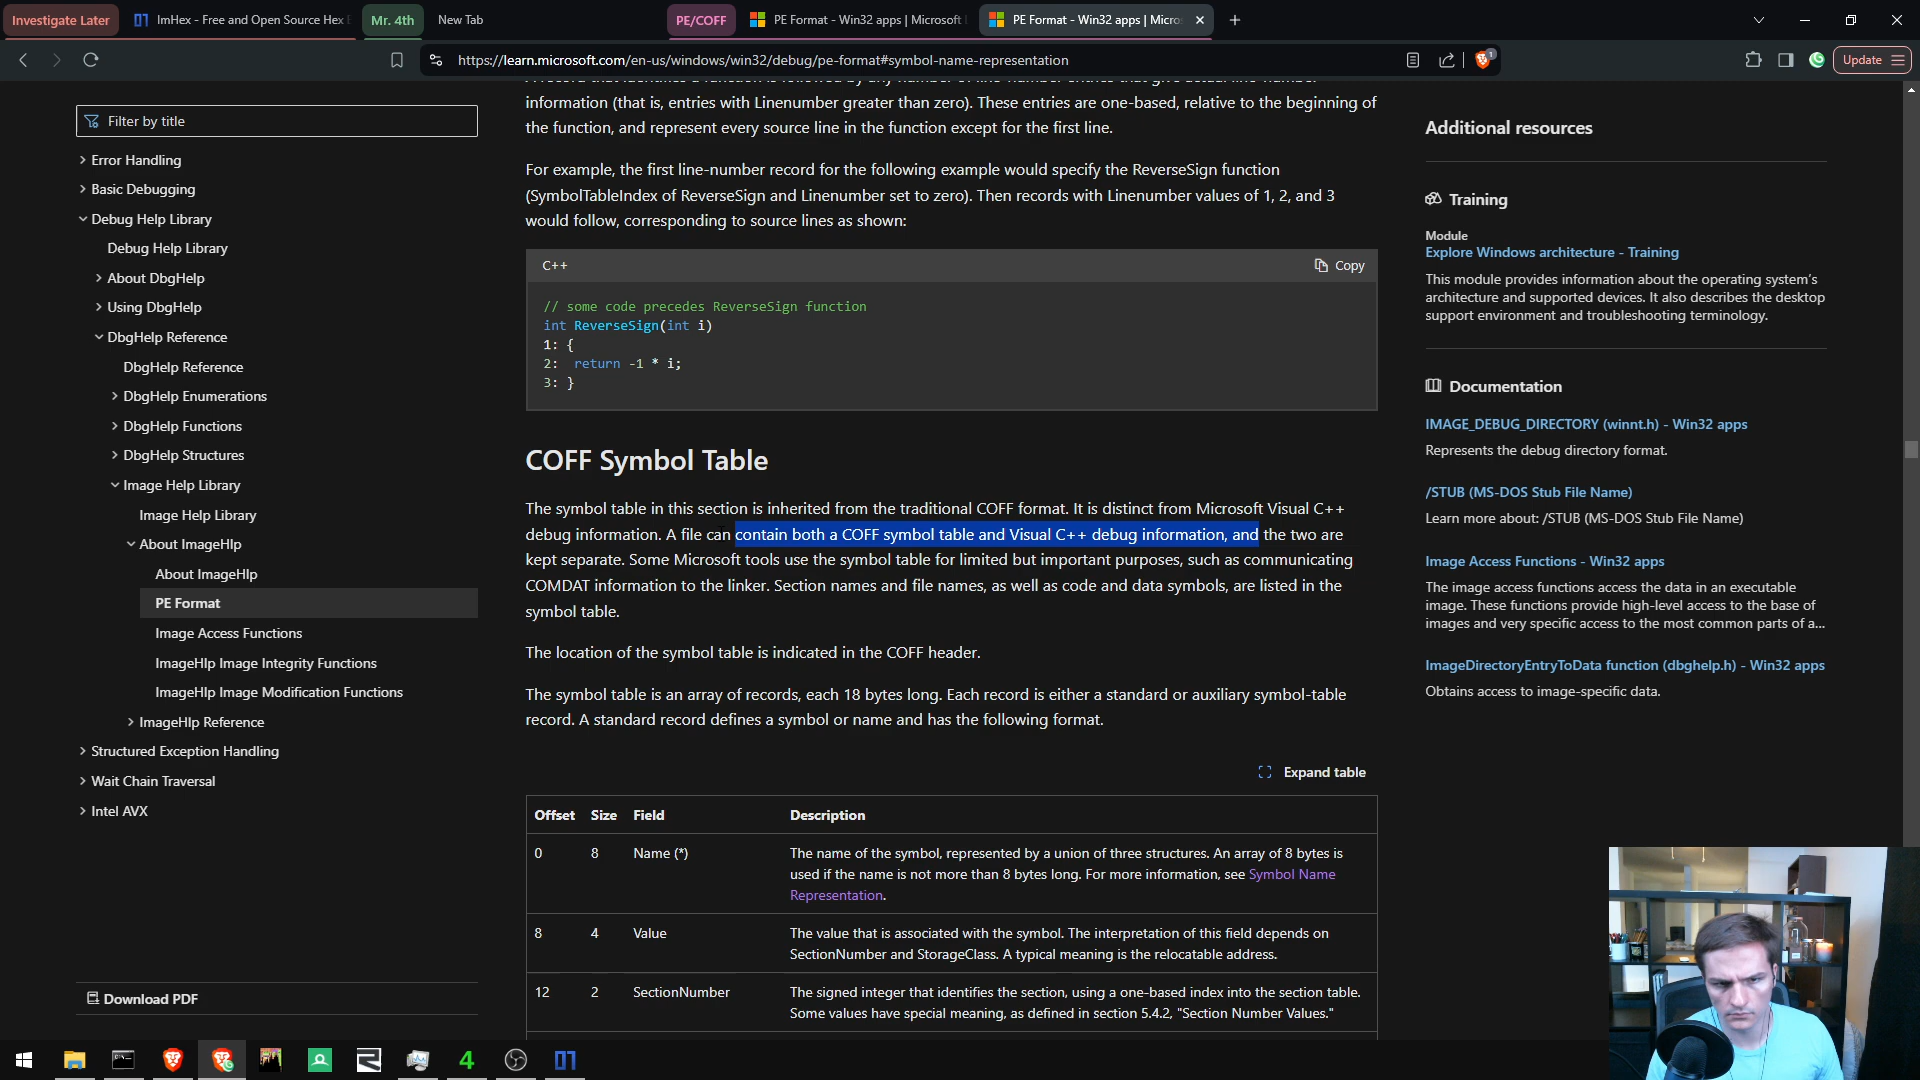 Investigate Later
ImHex - Free and Open Source Hex E
Mr. 4th
New Tab
PE/COFF
PE Format - Win32 apps | Microsoft L
PE Format - Win32 apps | Micros
Update
https://learn.microsoft.com/en-us/windows/win32/debug/pe-format#symbol-name-representation
1
Filter by title
Error Handling
Basic Debugging
Debug Help Library
Debug Help Library
About DbgHelp
Using DbgHelp
DbgHelp Reference
DbgHelp Reference
DbgHelp Enumerations
DbgHelp Functions
DbgHelp Structures
Image Help Library
Image Help Library
About ImageHlp
About ImageHlp
PE Format
Image Access Functions
ImageHlp Image Integrity Functions
ImageHlp Image Modification Functions
ImageHlp Reference
Structured Exception Handling
Wait Chain Traversal
Intel AVX
Download PDF
information (that is, entries with Linenumber greater than zero). These entries are one-based, relative to the beginning of
the function, and represent every source line in the function except for the first line.
For example, the first line-number record for the following example would specify the ReverseSign function
(SymbolTableIndex of ReverseSign and Linenumber set to zero). Then records with Linenumber values of 1, 2, and 3
would follow, corresponding to source lines as shown:
C++
Copy
// some code precedes ReverseSign function
int ReverseSign(int i)
1: {
2:  return -1 * i;
3: }
COFF Symbol Table
The symbol table in this section is inherited from the traditional COFF format. It is distinct from Microsoft Visual C++
debug information. A file can contain both a COFF symbol table and Visual C++ debug information, and the two are
kept separate. Some Microsoft tools use the symbol table for limited but important purposes, such as communicating
COMDAT information to the linker. Section names and file names, as well as code and data symbols, are listed in the
symbol table.
The location of the symbol table is indicated in the COFF header.
The symbol table is an array of records, each 18 bytes long. Each record is either a standard or auxiliary symbol-table
record. A standard record defines a symbol or name and has the following format.
Expand table
Offset Size Field Description
0 8 Name (*) The name of the symbol, represented by a union of three structures. An array of 8 bytes is
used if the name is not more than 8 bytes long. For more information, see Symbol Name
Representation.
8 4 Value The value that is associated with the symbol. The interpretation of this field depends on
SectionNumber and StorageClass. A typical meaning is the relocatable address.
12 2 SectionNumber The signed integer that identifies the section, using a one-based index into the section table.
Some values have special meaning, as defined in section 5.4.2, "Section Number Values."
Additional resources
Training
Module
Explore Windows architecture - Training
This module provides information about the operating system's
architecture and supported devices. It also describes the desktop
support environment and troubleshooting terminology.
Documentation
IMAGE_DEBUG_DIRECTORY (winnt.h) - Win32 apps
Represents the debug directory format.
/STUB (MS-DOS Stub File Name)
Learn more about: /STUB (MS-DOS Stub File Name)
Image Access Functions - Win32 apps
The image access functions access the data in an executable
image. These functions provide high-level access to the base of
images and very specific access to the most common parts of a...
ImageDirectoryEntryToData function (dbghelp.h) - Win32 apps
Obtains access to image-specific data.
4